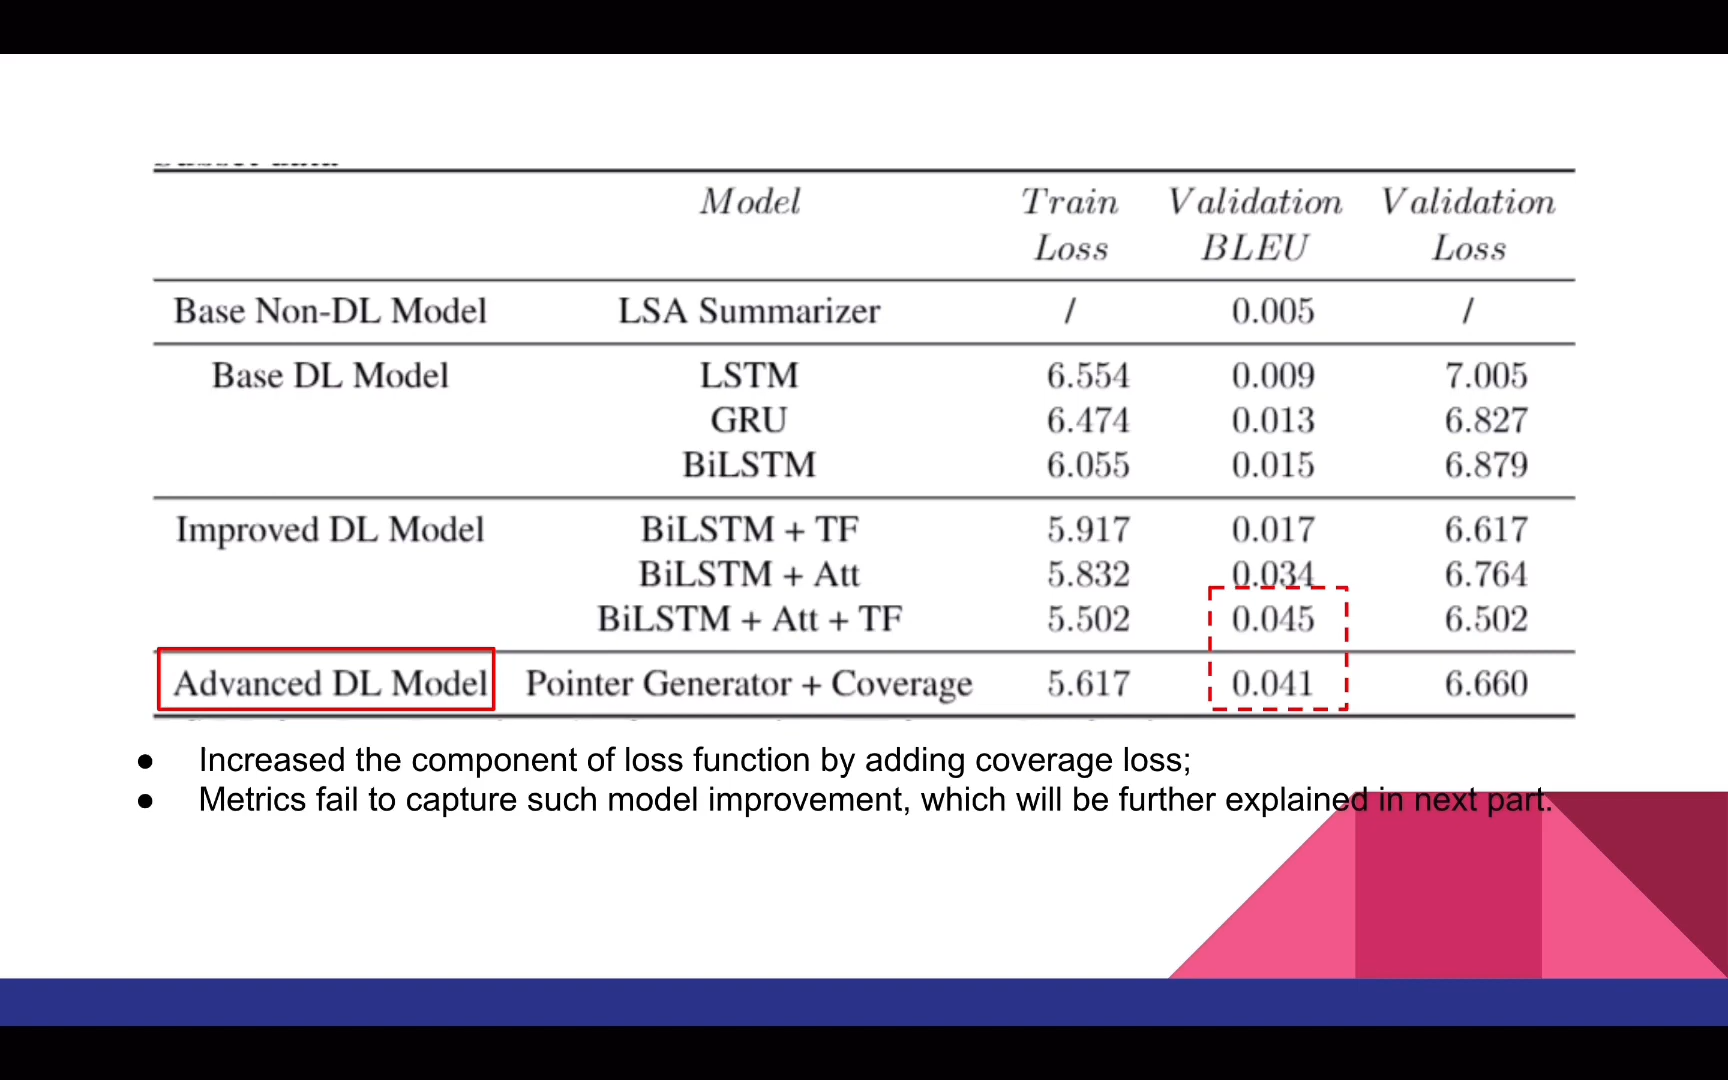 Model Train Validation Validation
Loss BLEU Loss
Base Non-DL Model LSA Summarizer / 0.005 /
Base DL Model LSTM 6.554 0.009 7.005
GRU 6.474 0.013 6.827
BiLSTM 6.055 0.015 6.879
Improved DL Model BiLSTM + TF 5.917 0.017 6.617
BiLSTM + Att 5.832 0.034 6.764
BiLSTM + Att + TF 5.502 0.045 6.502
Advanced DL Model Pointer Generator + Coverage 5.617 0.041 6.660
● Increased the component of loss function by adding coverage loss;
● Metrics fail to capture such model improvement, which will be further explained in next part.